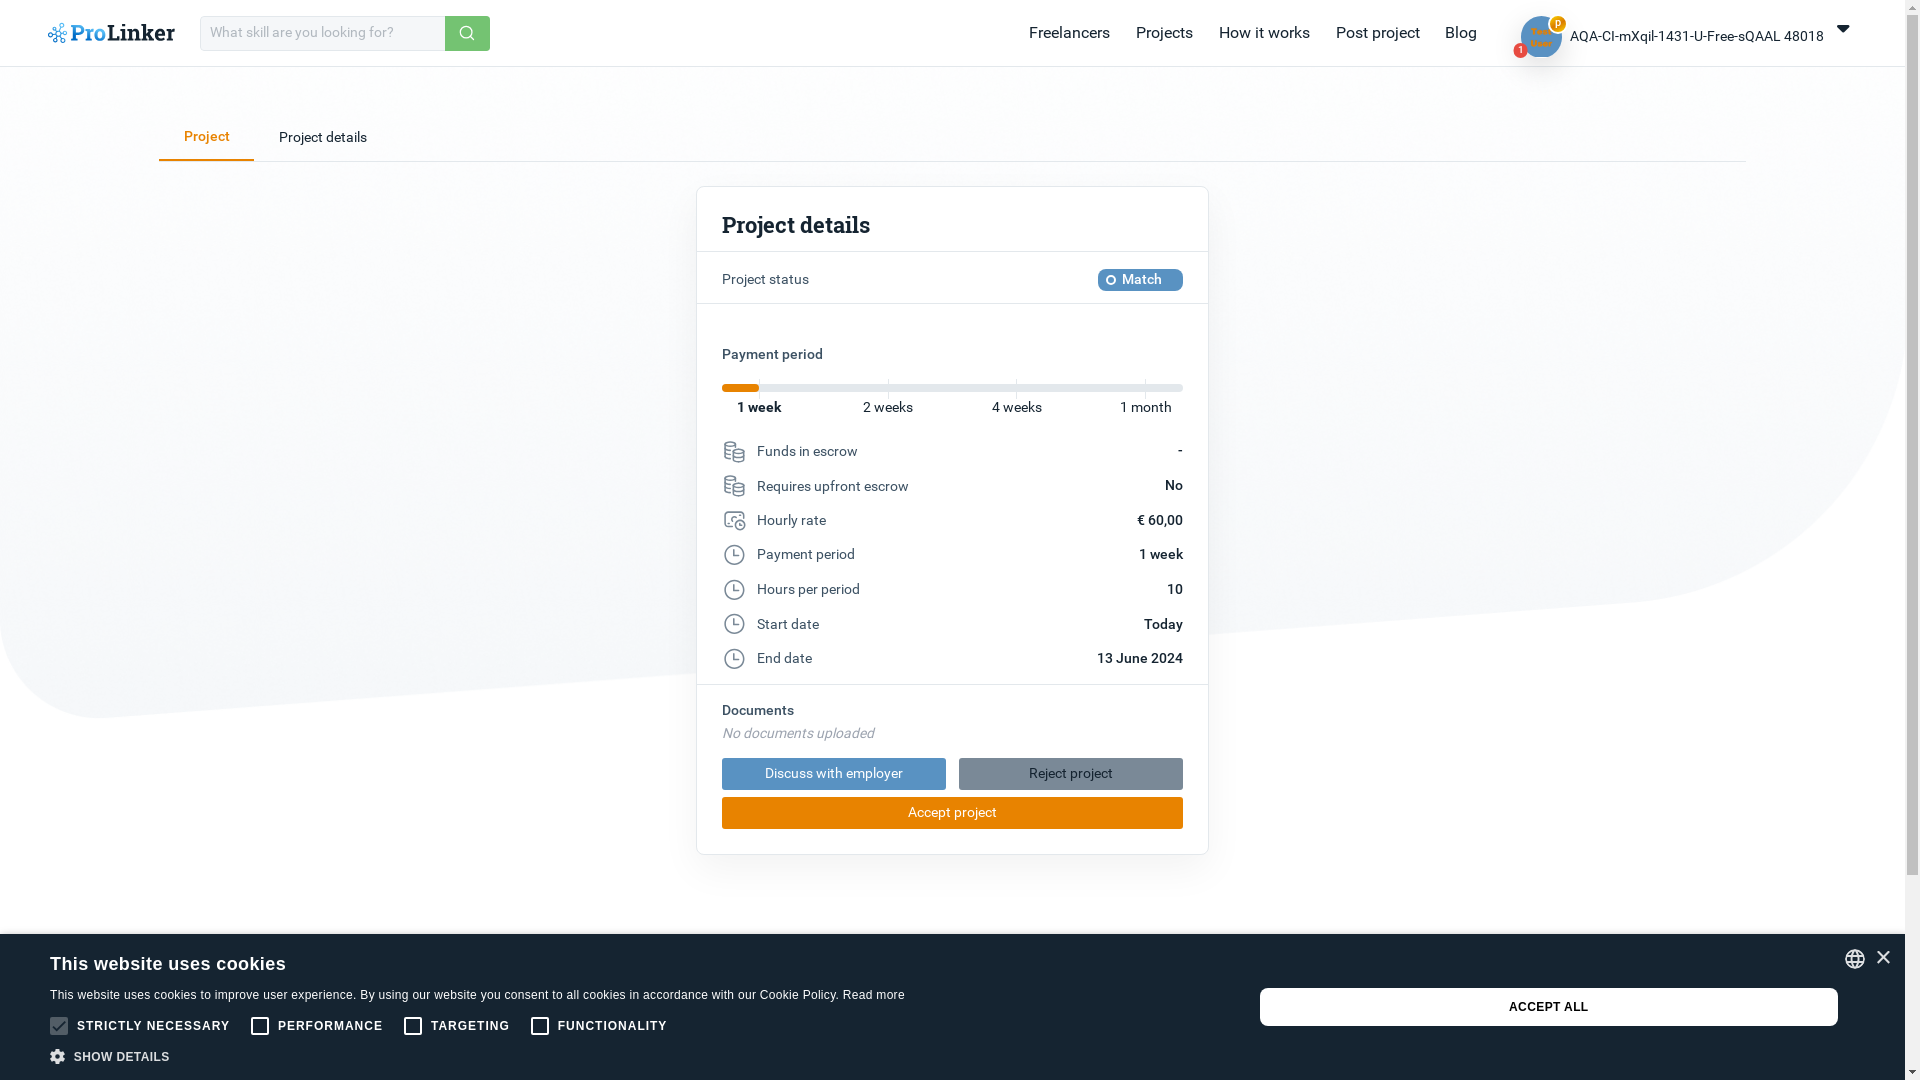 ProLinker
What skill are you looking for?
Freelancers
Projects
How it works
Post project
Blog
p
1
AQA-CI-mXqil-1431-U-Free-sQAAL 48018
Project
Project details
Project details
Project status
Match
Payment period
1 week
2 weeks
4 weeks
1 month
Funds in escrow
-
Requires upfront escrow
No
Hourly rate
€ 60,00
Payment period
1 week
Hours per period
10
Start date
Today
End date
13 June 2024
Documents
No documents uploaded
Discuss with employer
Reject project
Accept project
This website uses cookies
This website uses cookies to improve user experience. By using our website you consent to all cookies in accordance with our Cookie Policy. Read more
STRICTLY NECESSARY
PERFORMANCE
TARGETING
FUNCTIONALITY
SHOW DETAILS
ACCEPT ALL